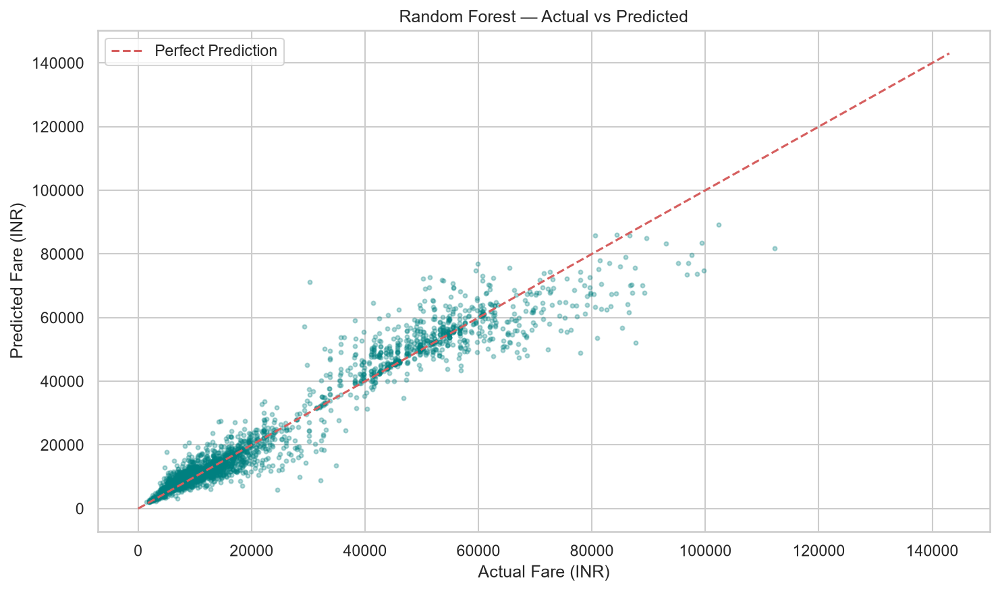 Random Forest — Actual vs Predicted
Perfect Prediction
140000
120000
100000
80000
60000
40000
20000
0
Predicted Fare (INR)
0 20000 40000 60000 80000 100000 120000 140000
Actual Fare (INR)